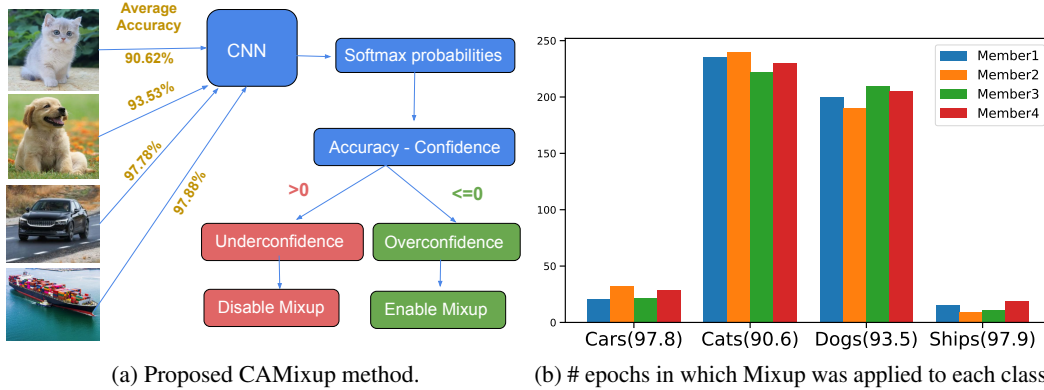 Average
Accuracy
90.62%
93.53%
97.78%
97.88%
CNN
Softmax probabilities
Accuracy - Confidence
>0
<=0
Underconfidence
Overconfidence
Disable Mixup
Enable Mixup
(a) Proposed CAMixup method.
250
200
150
100
50
0
Member1
Member2
Member3
Member4
Cars(97.8) Cats(90.6) Dogs(93.5) Ships(97.9)
(b) # epochs in which Mixup was applied to each class